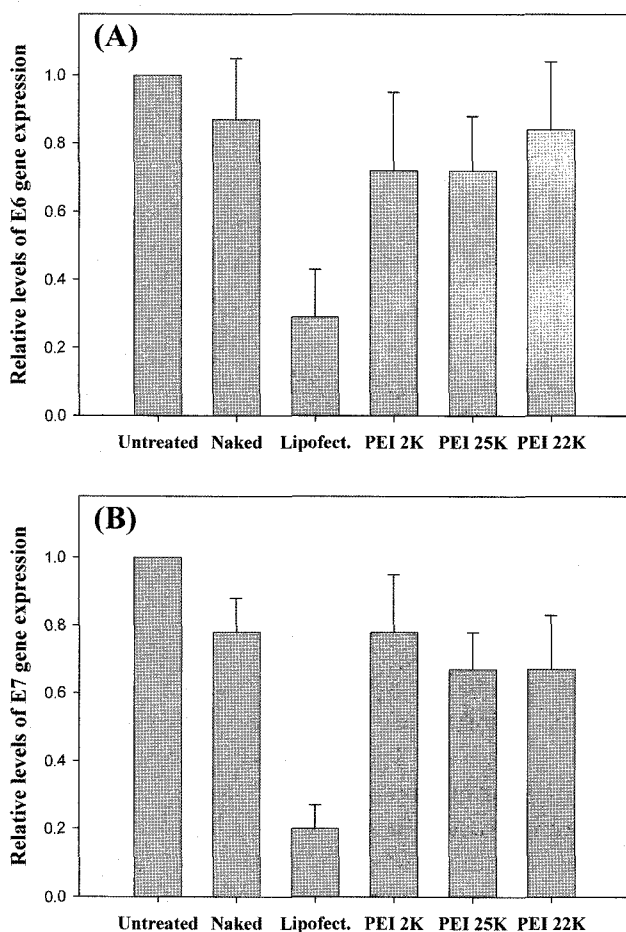 (A)
Relative levels of E6 gene expression
1.0
0.8
0.6
0.4
0.2
0.0
Untreated Naked Lipofect. PEI 2K PEI 25K PEI 22K
(B)
Relative levels of E7 gene expression
1.0
0.8
0.6
0.4
0.2
0.0
Untreated Naked Lipofect. PEI 2K PEI 25K PEI 22K